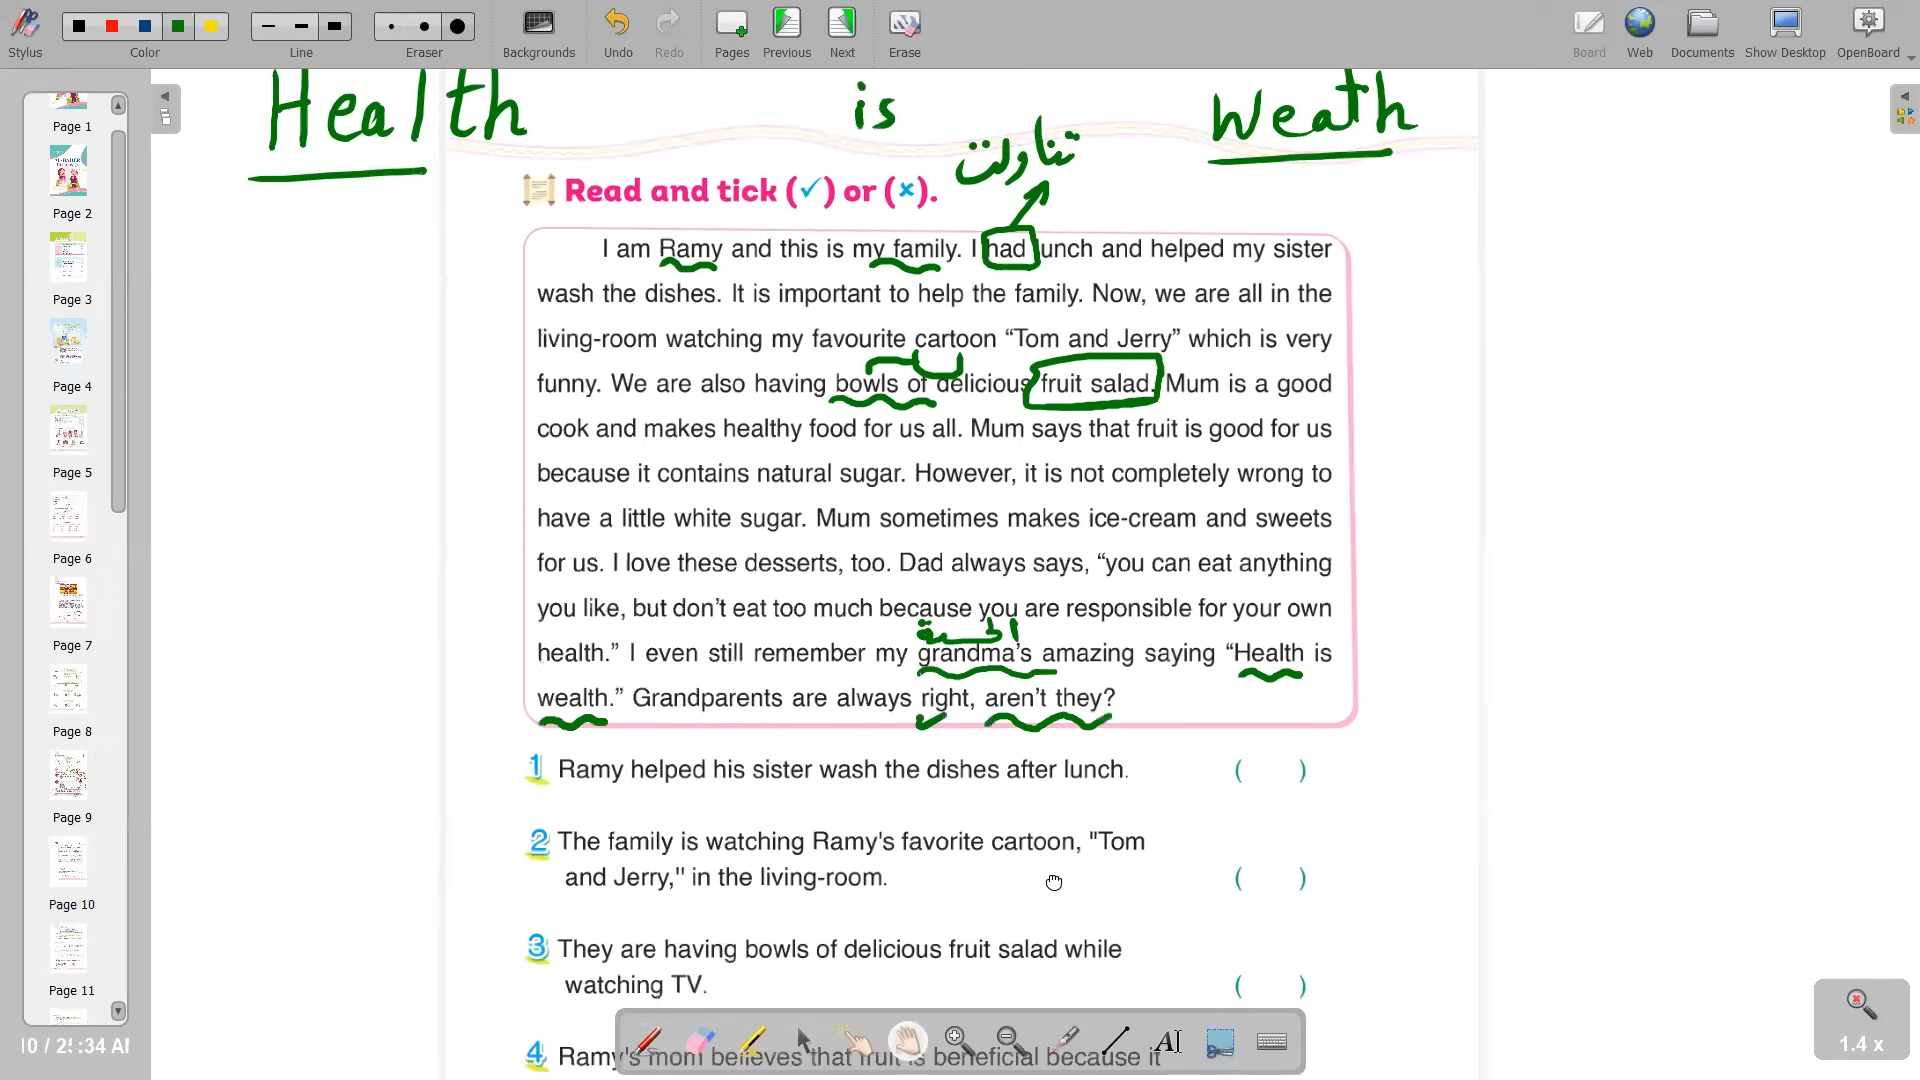 Stylus
Color
Line
Eraser
Backgrounds
Undo
Redo
Pages
Previous
Next
Erase
Board
Web
Documents
Show Desktop
OpenBoard
Page 1
Page 2
Page 3
Page 4
Page 5
Page 6
Page 7
Page 8
Page 9
Page 10
Page 11
Health is Weath
تناولت
Read and tick (✓) or (×).
I am Ramy and this is my family. I had lunch and helped my sister
wash the dishes. It is important to help the family. Now, we are all in the
living-room watching my favourite cartoon “Tom and Jerry” which is very
funny. We are also having bowls of delicious fruit salad. Mum is a good
cook and makes healthy food for us all. Mum says that fruit is good for us
because it contains natural sugar. However, it is not completely wrong to
have a little white sugar. Mum sometimes makes ice-cream and sweets
for us. I love these desserts, too. Dad always says, “you can eat anything
you like, but don’t eat too much because you are responsible for your own
health.” I even still remember my grandma’s amazing saying “Health is
wealth.” Grandparents are always right, aren’t they?
1 Ramy helped his sister wash the dishes after lunch. ( )
2 The family is watching Ramy's favorite cartoon, "Tom
and Jerry," in the living-room. ( )
3 They are having bowls of delicious fruit salad while
watching TV. ( )
4 Ramy's mom believes that fruit is beneficial because it
1.4 x